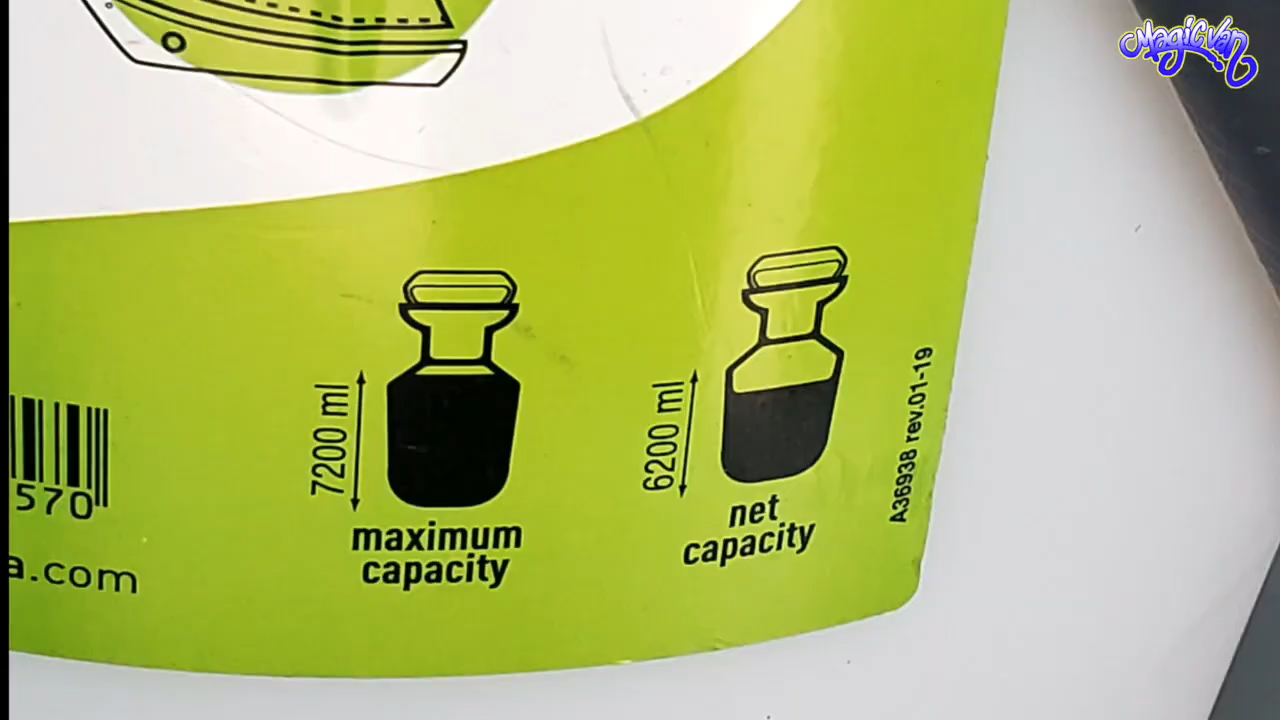 MagicVan
7200 ml
maximum
capacity
6200 ml
net
capacity
A36938 rev.01-19
570
a.com